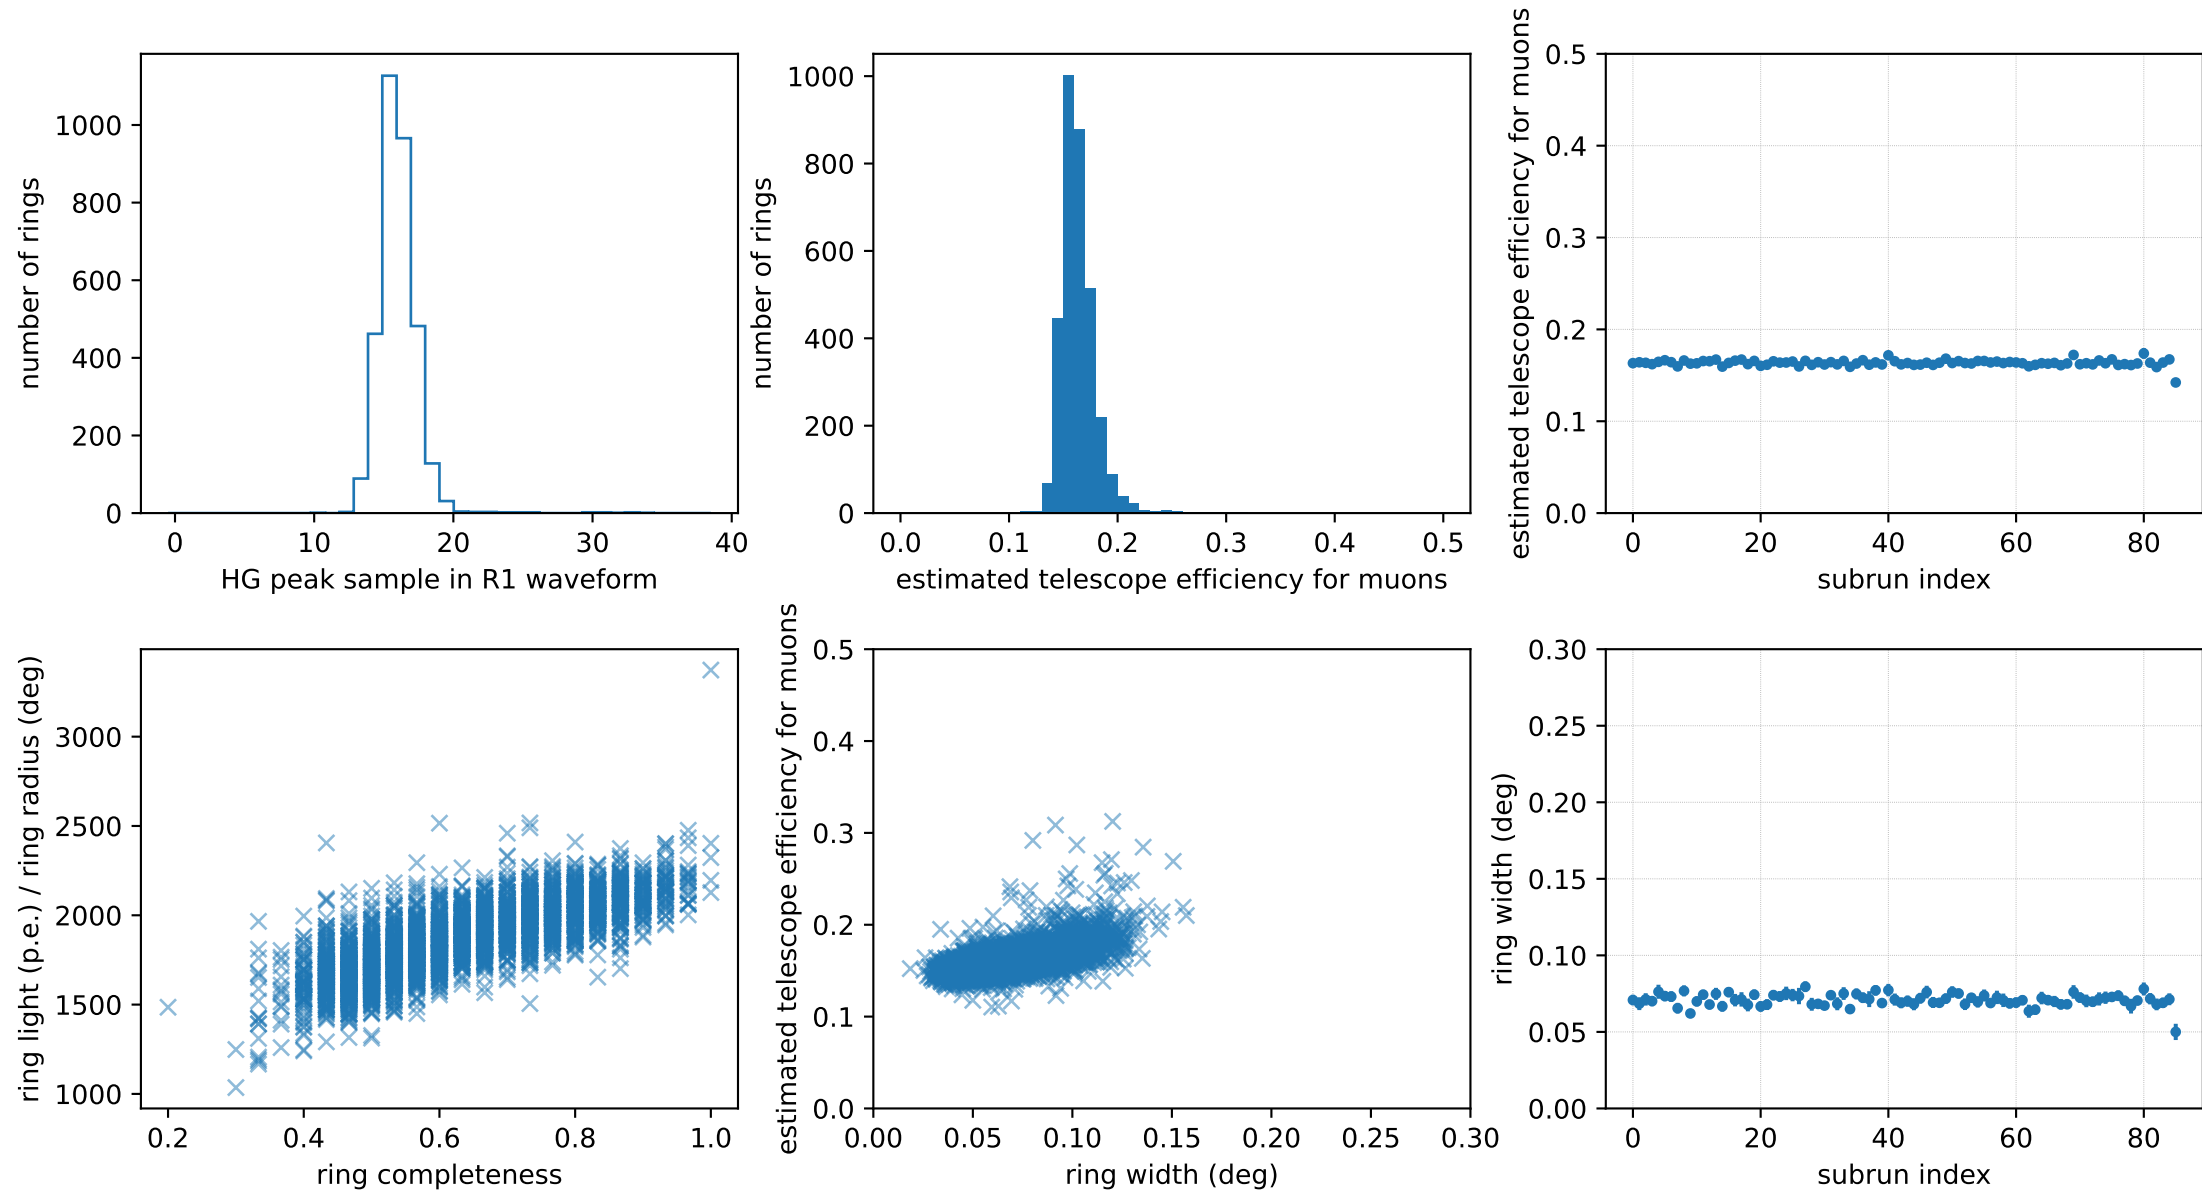 number of rings
1000
800
600
400
200
0
0 10 20 30 40
HG peak sample in R1 waveform
number of rings
1000
800
600
400
200
0
0.0 0.1 0.2 0.3 0.4 0.5
estimated telescope efficiency for muons
estimated telescope efficiency for muons
0.5
0.4
0.3
0.2
0.1
0.0
0 20 40 60 80
subrun index
ring light (p.e.) / ring radius (deg)
3000
2500
2000
1500
1000
0.2 0.4 0.6 0.8 1.0
ring completeness
estimated telescope efficiency for muons
0.5
0.4
0.3
0.2
0.1
0.0
0.00 0.05 0.10 0.15 0.20 0.25 0.30
ring width (deg)
ring width (deg)
0.30
0.25
0.20
0.15
0.10
0.05
0.00
0 20 40 60 80
subrun index